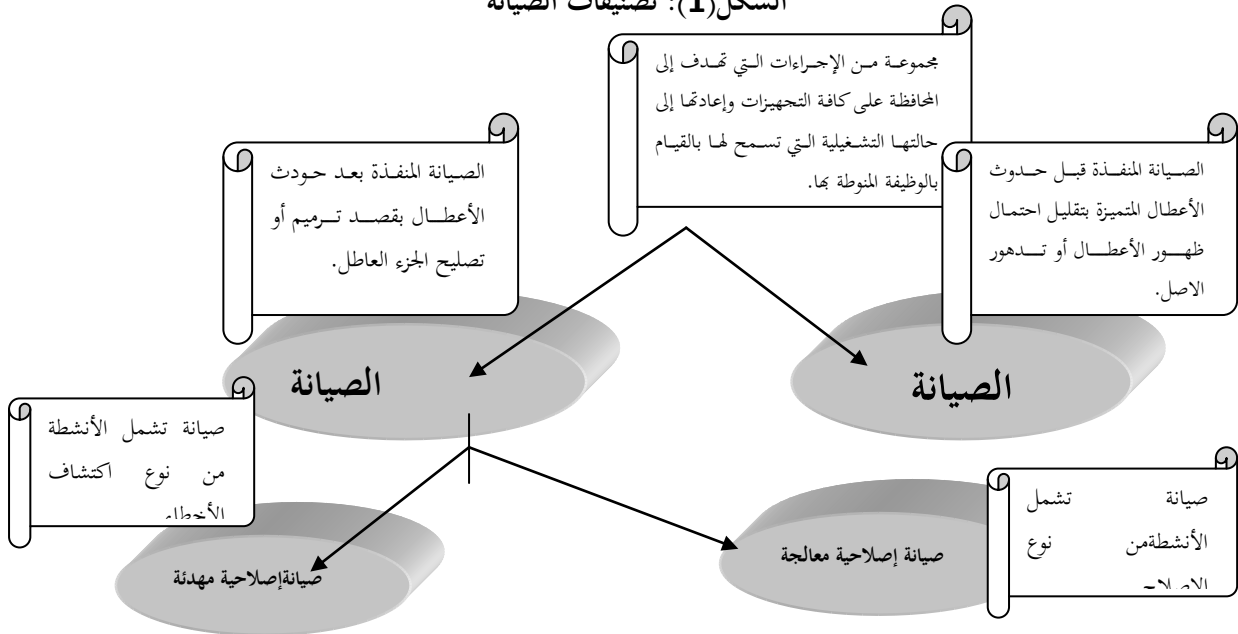 الشكل(1): تصنيفات الصيانة
مجموعة من الإجراءات التي تهدف إلى
المحافظة على كافة التجهيزات وإعادتها إلى
حالتها التشغيلية التي تسمح لها بالقيام
بالوظيفة المنوطة بها.
الصيانة المنفذة قبل حدوث
الأعطال المتميزة بتقليل احتمال
ظهور الأعطال أو تدهور
الاصل.
الصيانة المنفذة بعد حودث
الأعطال بقصد ترميم أو
تصليح الجزء العاطل.
الصيانة
الصيانة
صيانة تشمل
الأنشطةمن نوع
الاصلاح
صيانة تشمل الأنشطة
من نوع اكتشاف
الأخطاء
صيانة إصلاحية معالجة
صيانةإصلاحية مهدئة